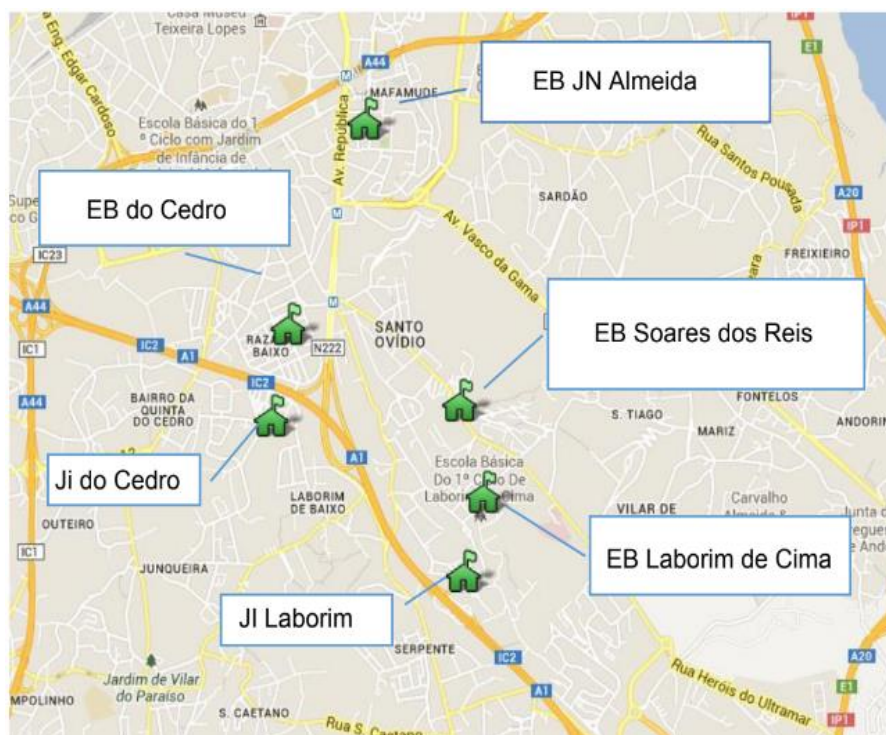 Casa Museu
Teixeira Lopes
A44
E1
IP1
EB JN Almeida
M
MAFAMUDE
a Eng. Edgar Cardoso
Escola Básica do 1
º Ciclo com Jardim
de Infância de
Av. República
Rua Santos Pousada
A20
IP1
EB do Cedro
SARDÃO
M
Av. Vasco da Gama
FREIXIEIRO
IC23
A44
M
IC1
IC2
A1
SANTO
OVÍDIO
BAIXO
N222
EB Soares dos Reis
IC2
A44
BAIRRO DA
QUINTA
DO CEDRO
FONTELOS
S. TIAGO
MARIZ
ANDORIN
A1
Ji do Cedro
Escola Básica
Do 1º Ciclo De
LABORIM
DE BAIXO
VILAR DE
Carvalho
Almeida &
Junta d
OUTEIRO
IC1
JUNQUEIRA
EB Laborim de Cima
JI Laborim
SERPENTE
IC2
A20
Jardim de Vilar
do Paraíso
Rua Heróis do Ultramar
E1
A1
MPOLINHO
S. CAETANO
Rua S. Caetano
IP1